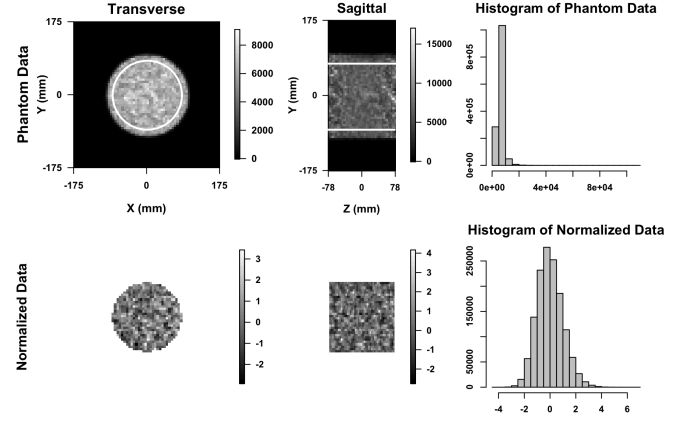 Transverse
Sagittal
Histogram of Phantom Data
Phantom Data
Y (mm)
175
0
-175
-175
0
175
X (mm)
8000
6000
4000
2000
0
Y (mm)
175
0
-175
-78
0
78
Z (mm)
15000
10000
5000
0
8e+05
4e+05
0e+00
0e+00
4e+04
8e+04
Histogram of Normalized Data
Normalized Data
3
2
1
0
-1
-2
4
3
2
1
0
-1
-2
250000
150000
50000
0
-4
-2
0
2
4
6